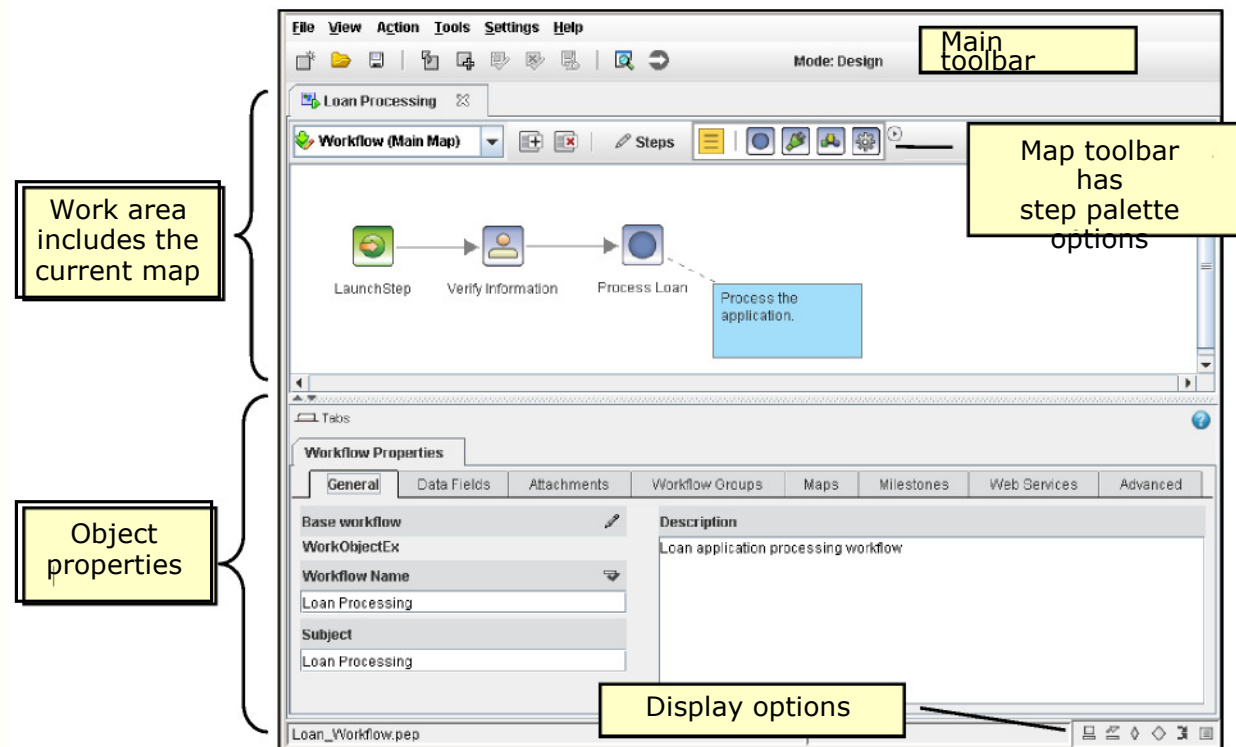 File View Action Tools Settings Help
Mode: Design
Main
toolbar
Loan Processing
Workflow (Main Map)
Steps
Map toolbar
has
step palette
options
Work area
includes the
current map
LaunchStep
Verify Information
Process Loan
Process the
application.
Tabs
Workflow Properties
General Data Fields Attachments Workflow Groups Maps Milestones Web Services Advanced
Object
properties
Base workflow
WorkObjectEx
Workflow Name
Loan Processing
Subject
Loan Processing
Description
Loan application processing workflow
Display options
Loan_Workflow.pep